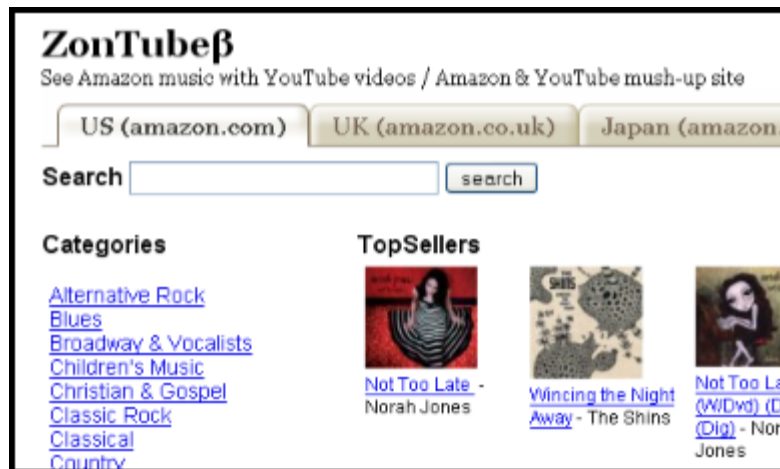 ZonTubeβ
See Amazon music with YouTube videos / Amazon & YouTube mush-up site
US (amazon.com)
UK (amazon.co.uk)
Japan (amazon.
Search
search
Categories
Alternative Rock
Blues
Broadway & Vocalists
Children's Music
Christian & Gospel
Classic Rock
Classical
Country
TopSellers
Not Too Late -
Norah Jones
SHINS
Wincing the Night
Away - The Shins
Not Too La
(W/Dvd) (D
(Dig) - Nor
Jones